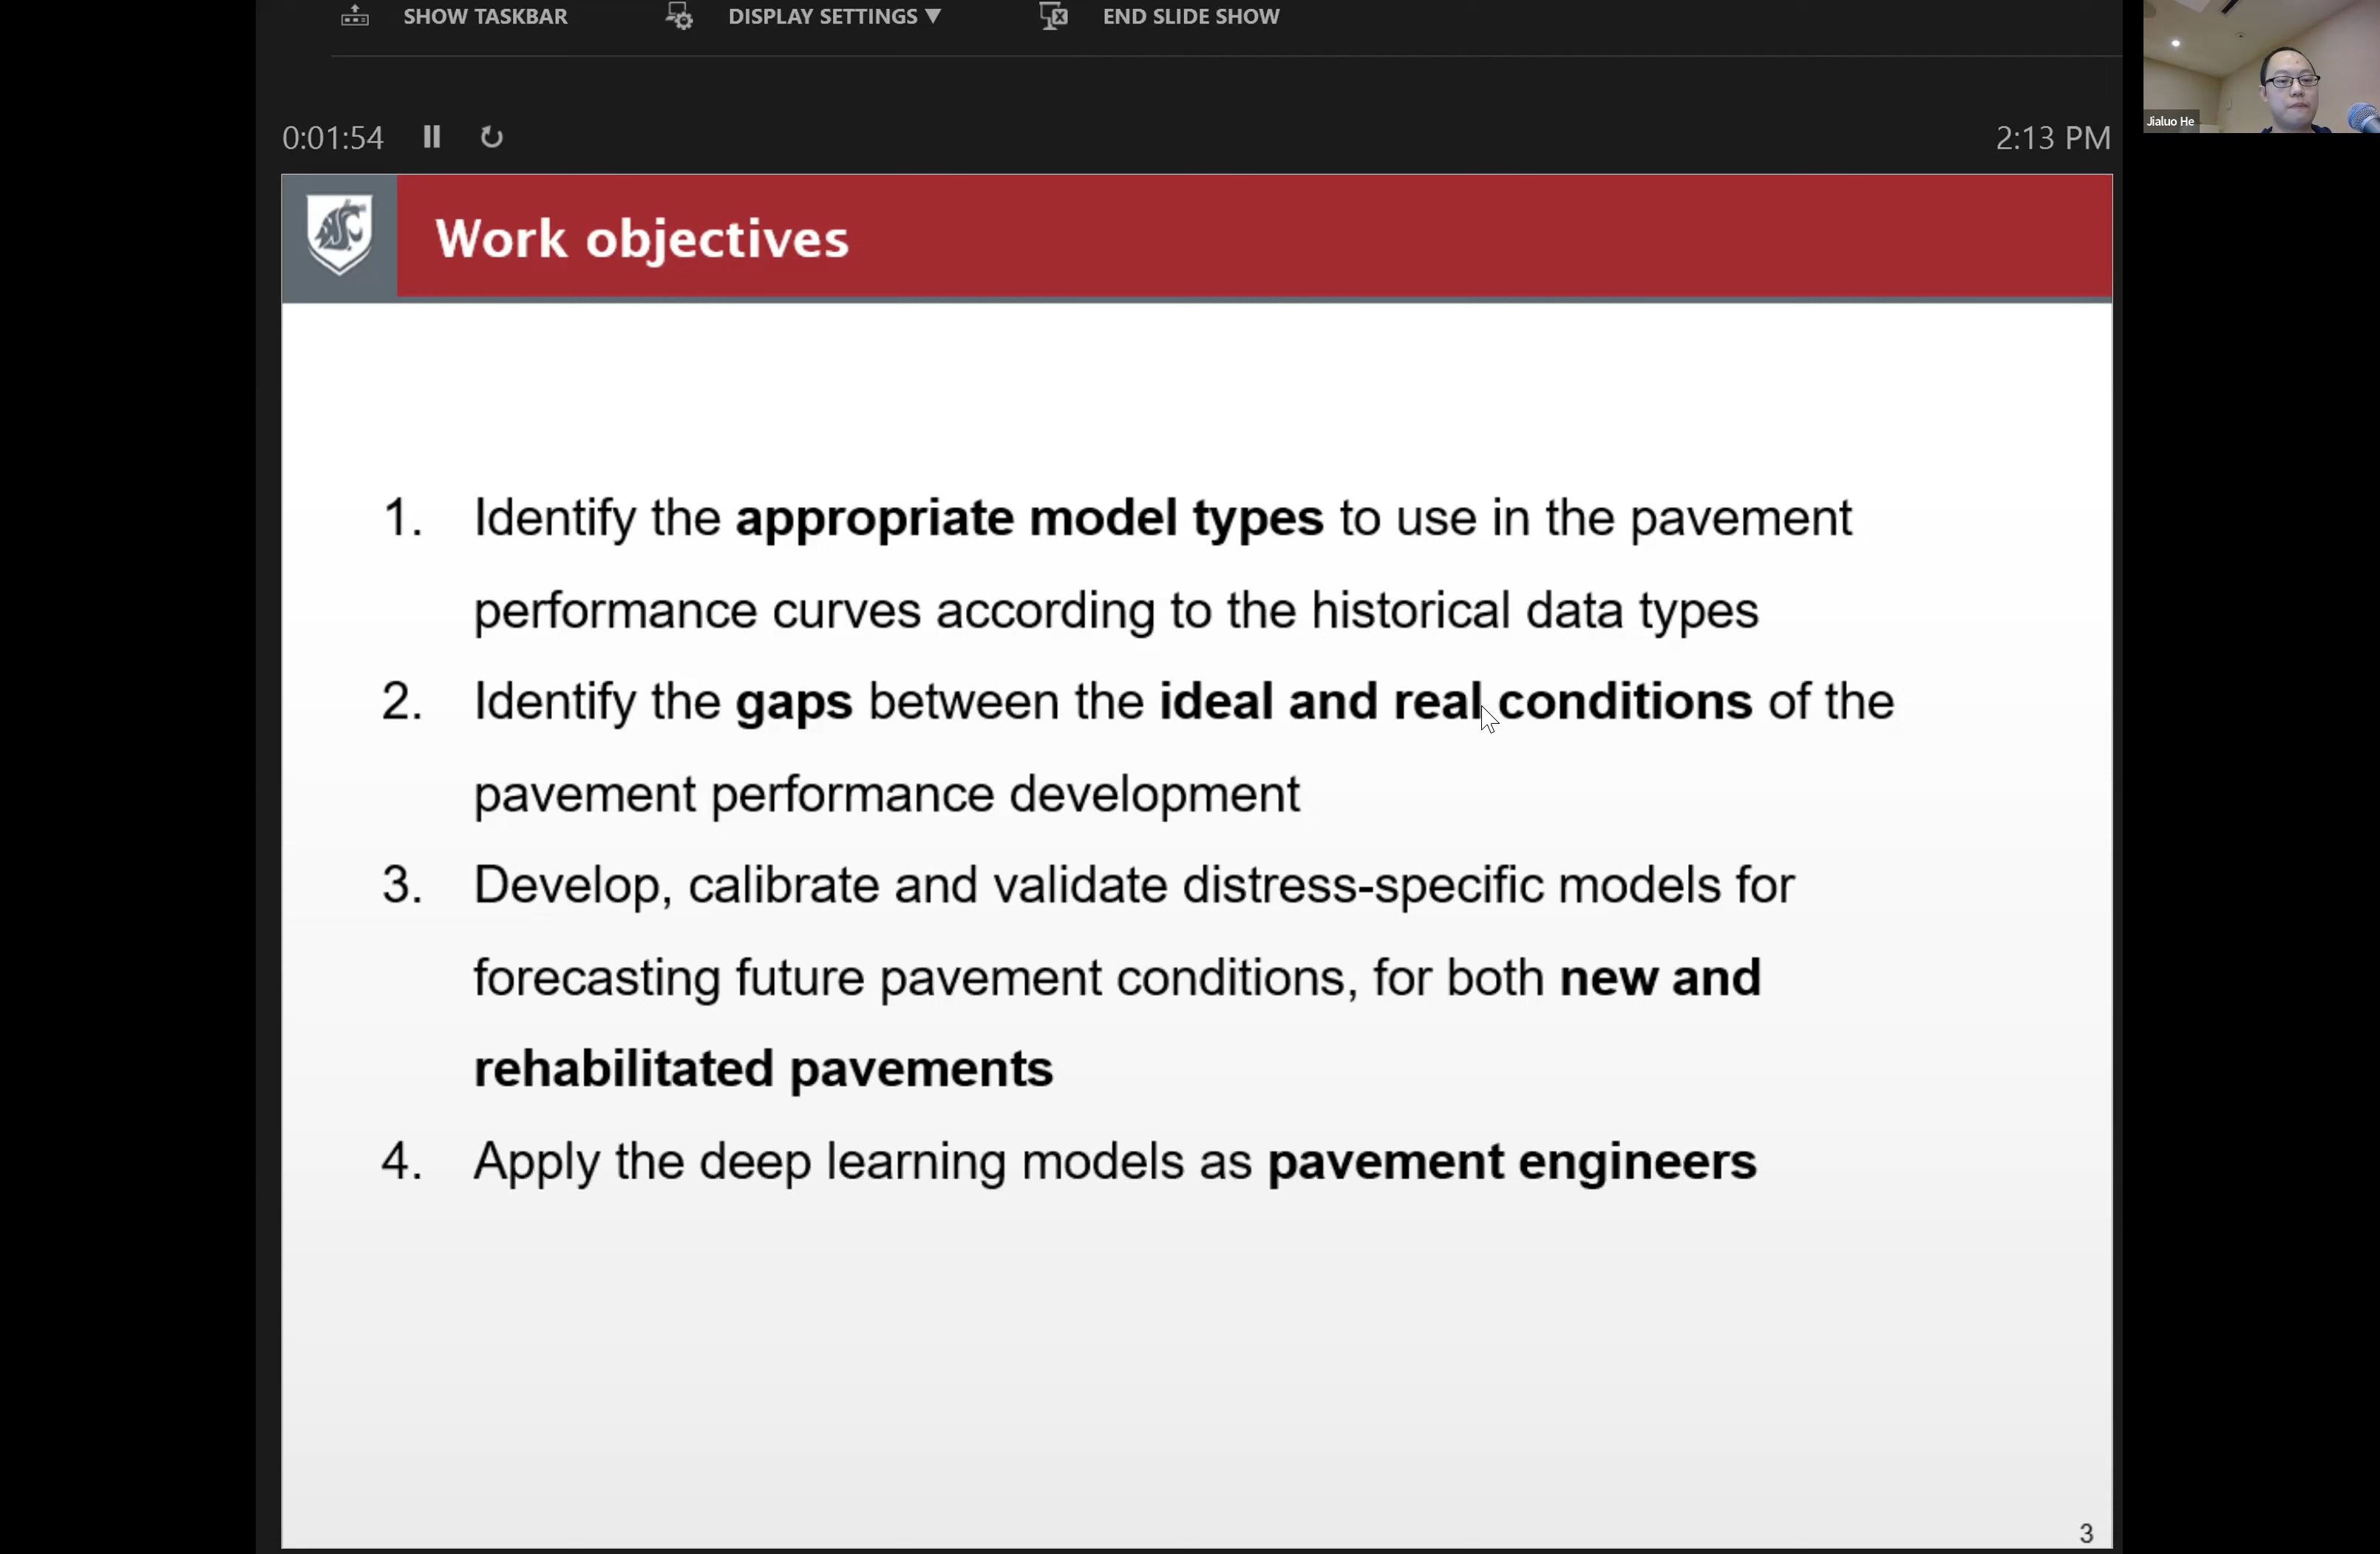 SHOW TASKBAR DISPLAY SETTINGS ▼ END SLIDE SHOW
Jialuo He
0:01:54 2:13 PM
Work objectives
1. Identify the appropriate model types to use in the pavement
performance curves according to the historical data types
2. Identify the gaps between the ideal and real conditions of the
pavement performance development
3. Develop, calibrate and validate distress-specific models for
forecasting future pavement conditions, for both new and
rehabilitated pavements
4. Apply the deep learning models as pavement engineers
3